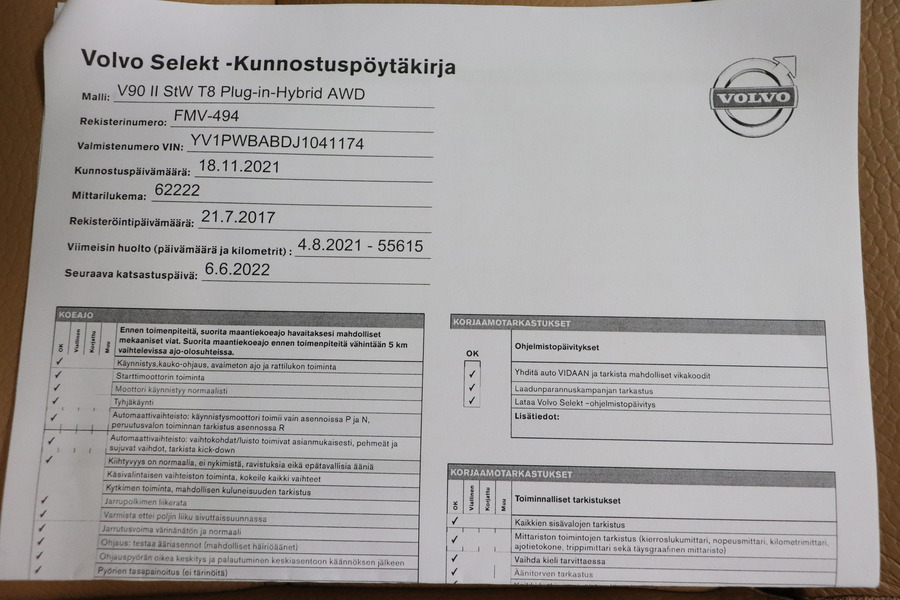 Volvo Selekt -Kunnostuspöytäkirja
VOLVO
Malli: V90 II StW T8 Plug-in-Hybrid AWD
Rekisterinumero: FMV-494
Valmistenumero VIN: YV1PWBABDJ1041174
Kunnostuspäivämäärä: 18.11.2021
Mittarilukema: 62222
Rekisteröintipäivämäärä: 21.7.2017
Viimeisin huolto (päivämäärä ja kilometrit) : 4.8.2021 - 55615
Seuraava katsastuspäivä: 6.6.2022
KOEAJO
OK
Viallinen
Korjattu
Muu
Ennen toimenpiteitä, suorita maantiekoeajo havaitaksesi mahdolliset
mekaaniset viat. Suorita maantiekoeajo ennen toimenpiteitä vähintään 5 km
vaihtelevissa ajo-olosuhteissa.
Käynnistys,kauko-ohjaus, avaimeton ajo ja rattilukon toiminta
Starttimoottorin toiminta
Moottori käynnistyy normaalisti
Tyhjäkäynti
Automaattivaihteisto: käynnistysmoottori toimii vain asennoissa P ja N,
peruutusvalon toiminnan tarkastus asennossa R
Automaattivaihteisto: vaihtokohdat/luisto toimivat asianmukaisesti, pehmeät ja
sujuvat vaihdot, tarkista kick-down
Kiihtyvyys on normaalia, ei nykimistä, ravistuksia eikä epätavallisia ääniä
Käsivalintaisen vaihteiston toiminta, kokeile kaikki vaihteet
Kytkimen toiminta, mahdollisen kuluneisuuden tarkistus
Jarrupolkimen liikerata
Varmista ettei poljin liiku sivuttaissuunnassa
Jarrutusvoima värinänätön ja normaali
Ohjaus: testaa ääriasennot (mahdolliset häiriöäänet)
Ohjauspyörän oikea keskitys ja palautuminen keskiasentoon käännöksen jälkeen
Pyörien tasapainoitus (ei tärinöitä)
KORJAAMOTARKASTUKSET
OK
Ohjelmistopäivitykset
Yhditä auto VIDAAN ja tarkista mahdolliset vikakoodit
Laadunparannuskampanjan tarkastus
Lataa Volvo Selekt –ohjelmistopäivitys
Lisätiedot:
KORJAAMOTARKASTUKSET
OK
Viallinen
Korjattu
Muu
Toiminnalliset tarkistukset
Kaikkien sisävalojen tarkistus
Mittariston toimintojen tarkistus (kierroslukumittari, nopeusmittari, kilometrimittari,
ajotietokone, trippimittari sekä täysgraafinen mittaristo)
Vaihda kieli tarvittaessa
Äänitorven tarkastus